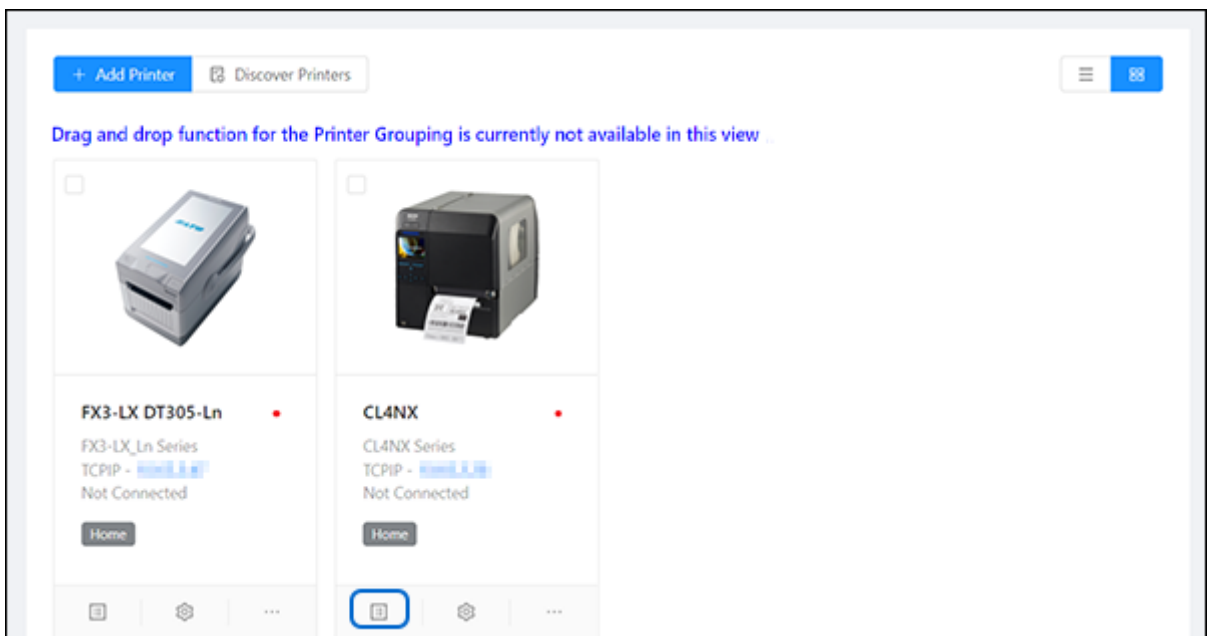 + Add Printer
Discover Printers
Drag and drop function for the Printer Grouping is currently not available in this view ..
SATO
FX3-LX DT305-Ln
FX3-LX_Ln Series
TCPIP -
Not Connected
Home
...
CL4NX
CL4NX Series
TCPIP -
Not Connected
Home
...